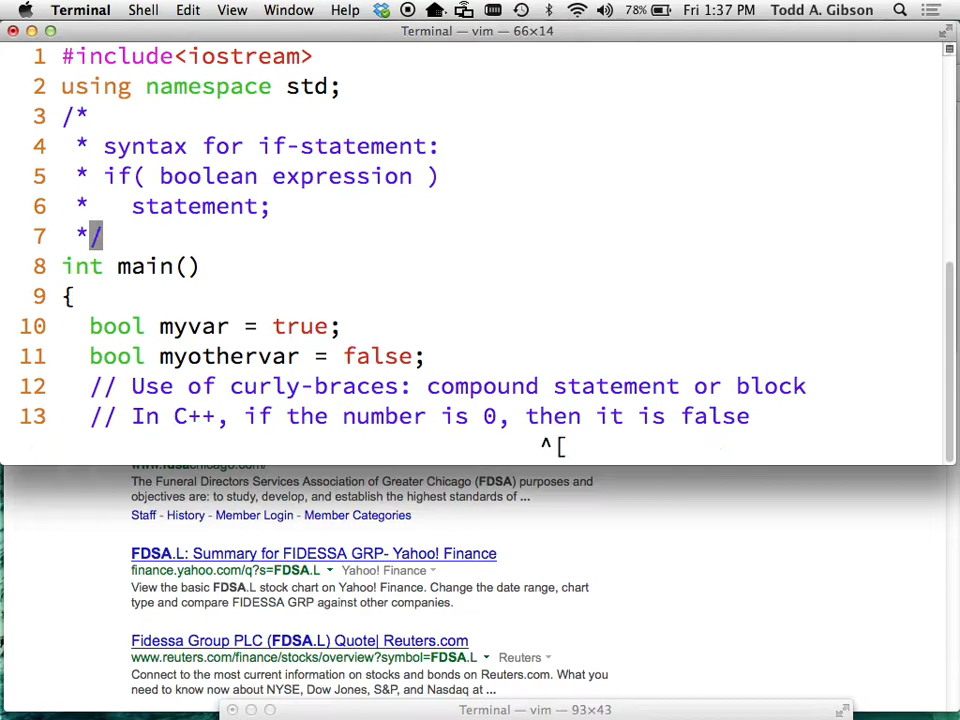 Terminal Shell Edit View Window Help 78% Fri 1:37 PM Todd A. Gibson
Terminal — vim — 66×14
1 #include<iostream>
2 using namespace std;
3 /*
4  * syntax for if-statement:
5  * if( boolean expression )
6  *   statement;
7  */
8 int main()
9 {
10   bool myvar = true;
11   bool myothervar = false;
12   // Use of curly-braces: compound statement or block
13   // In C++, if the number is 0, then it is false
^[
www.fdsachicago.com/
The Funeral Directors Services Association of Greater Chicago (FDSA) purposes and
objectives are: to study, develop, and establish the highest standards of ...
Staff - History - Member Login - Member Categories
FDSA.L: Summary for FIDESSA GRP- Yahoo! Finance
finance.yahoo.com/q?s=FDSA.L Yahoo! Finance
View the basic FDSA.L stock chart on Yahoo! Finance. Change the date range, chart
type and compare FIDESSA GRP against other companies.
Fidessa Group PLC (FDSA.L) Quote| Reuters.com
www.reuters.com/finance/stocks/overview?symbol=FDSA.L Reuters
Connect to the most current information on stocks and bonds on Reuters.com. What you
need to know now about NYSE, Dow Jones, S&P, and Nasdaq at ...
Terminal — vim — 93×43